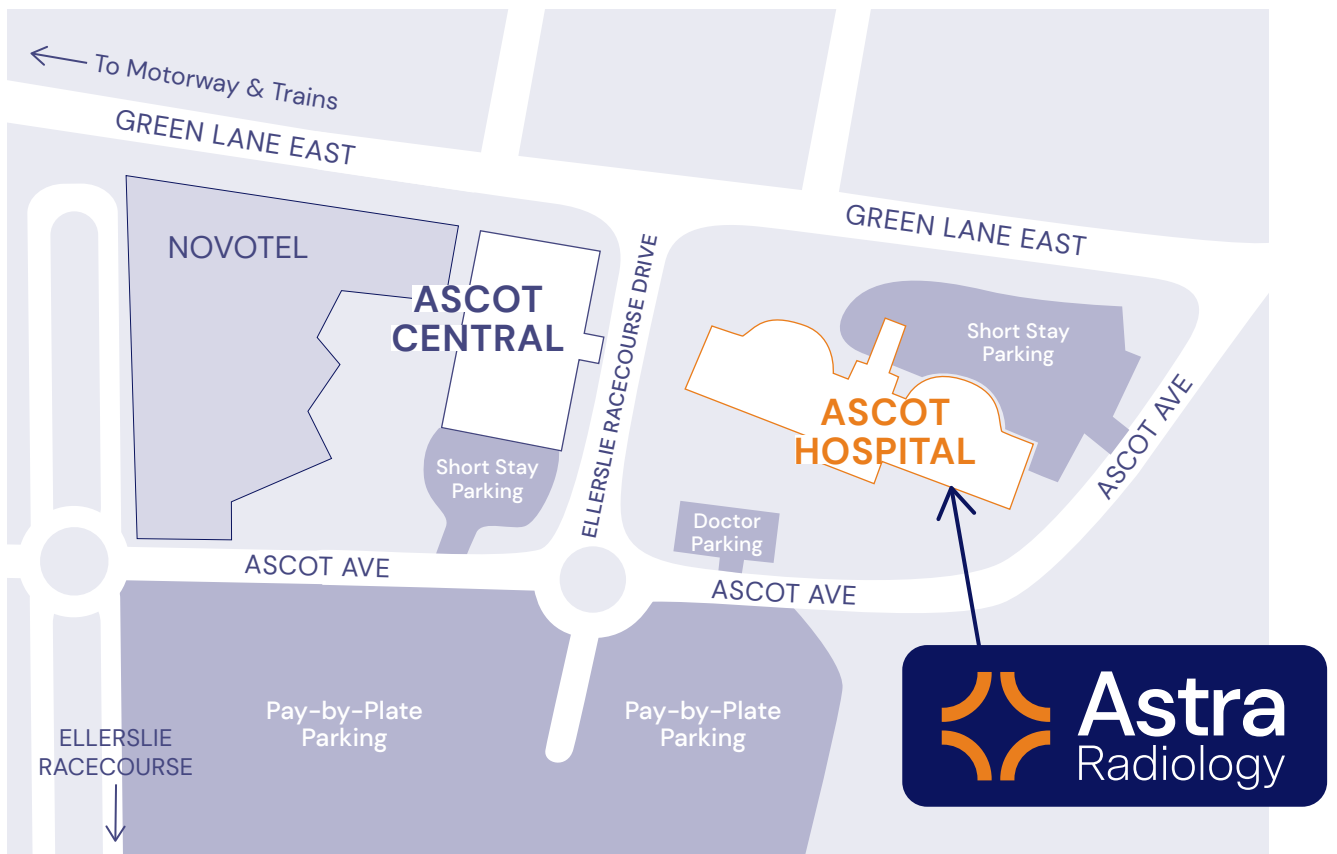 To Motorway & Trains
GREEN LANE EAST
GREEN LANE EAST
NOVOTEL
ASCOT
CENTRAL
ELLERSLIE RACECOURSE DRIVE
Short Stay
Parking
ASCOT
HOSPITAL
ASCOT AVE
Short Stay
Parking
Doctor
Parking
ASCOT AVE
ASCOT AVE
Pay-by-Plate
Parking
Pay-by-Plate
Parking
ELLERSLIE
RACECOURSE
Astra
Radiology